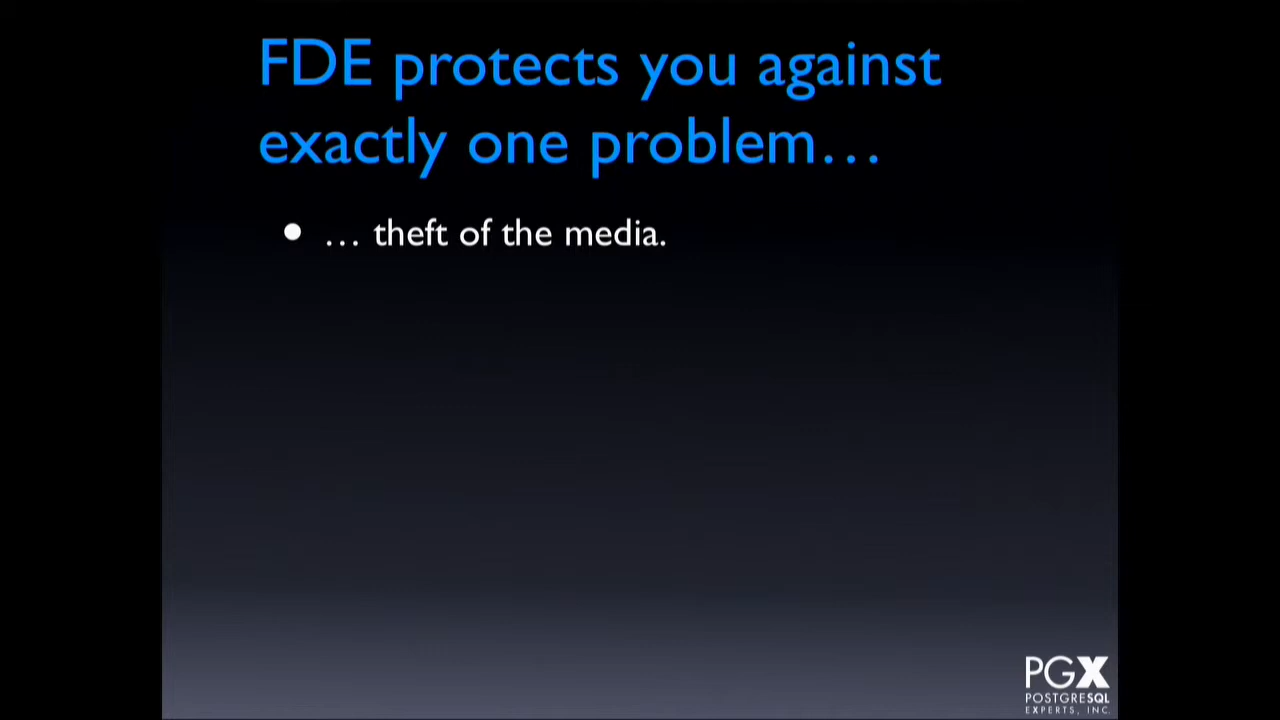 FDE protects you against
exactly one problem…
• … theft of the media.
PGX
POSTGRESQL
EXPERTS, INC.